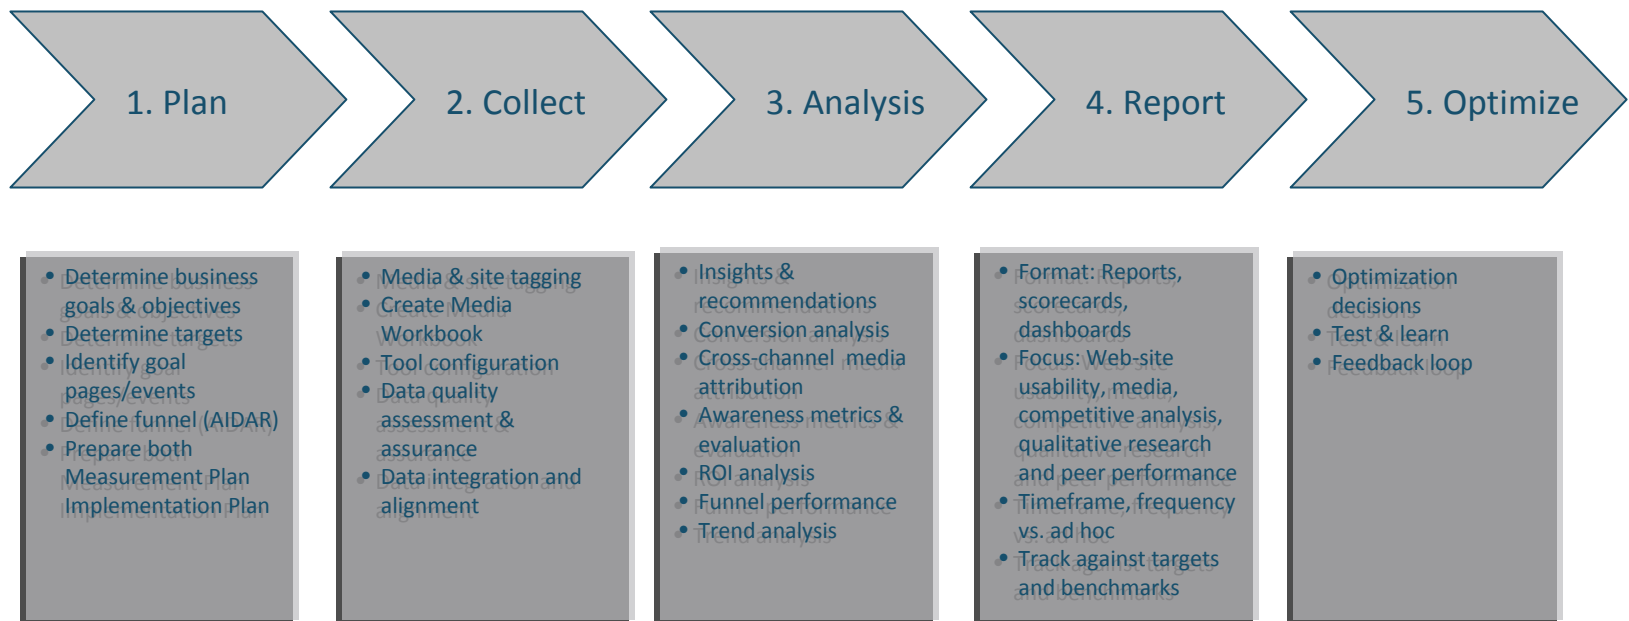 1. Plan
2. Collect
3. Analysis
4. Report
5. Optimize
• Determine business
goals & objectives
• Determine targets
• Identify goal
pages/events
• Define funnel (AIDAR)
• Prepare both
Measurement Plan
Implementation Plan
• Media & site tagging
• Create Media
Workbook
• Tool configuration
• Data quality
assessment &
assurance
• Data integration and
alignment
• Insights &
recommendations
• Conversion analysis
• Cross-channel media
attribution
• Awareness metrics &
evaluation
• ROI analysis
• Funnel performance
• Trend analysis
• Format: Reports,
scorecards,
dashboards
• Focus: Web-site
usability, media,
competitive analysis,
qualitative research
and peer performance
• Timeframe, frequency
vs. ad hoc
• Track against targets
and benchmarks
• Optimization
decisions
• Test & learn
• Feedback loop